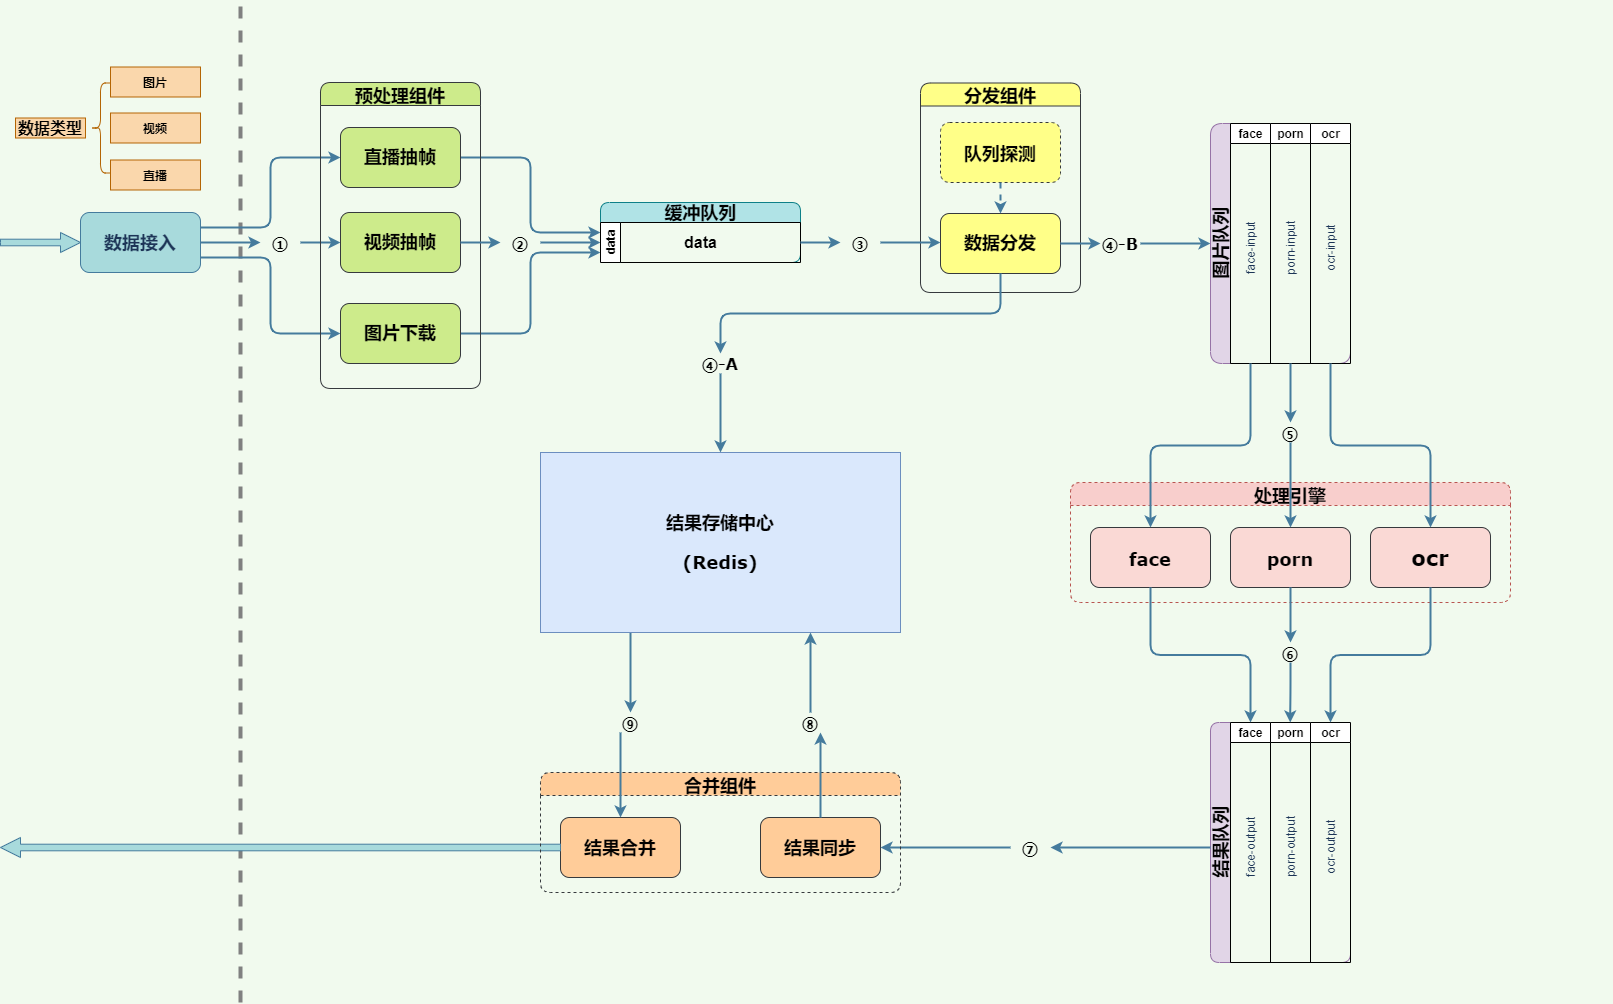 数据类型
图片
视频
直播
数据接入
①
预处理组件
直播抽帧
视频抽帧
图片下载
②
缓冲队列
data
data
③
分发组件
队列探测
数据分发
④-A
④-B
图片队列
face
porn
ocr
face-input
porn-input
ocr-input
⑤
处理引擎
face
porn
ocr
⑥
结果队列
face
porn
ocr
face-output
porn-output
ocr-output
⑦
合并组件
结果合并
结果同步
⑧
⑨
结果存储中心
（Redis）